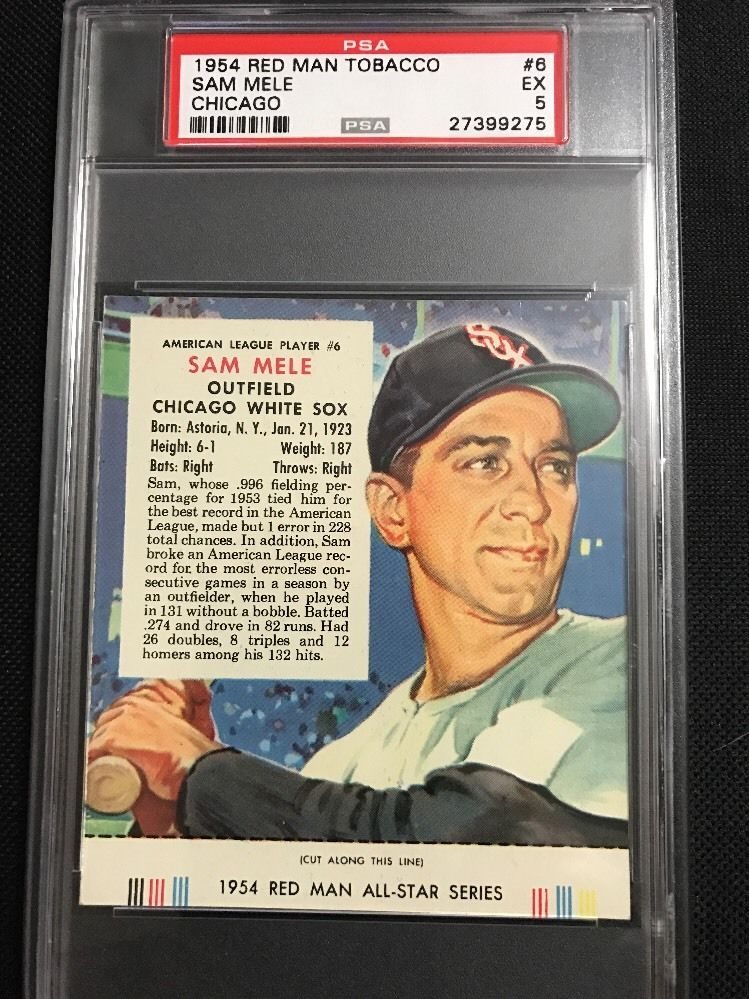 PSA
1954 RED MAN TOBACCO #6
SAM MELE EX
CHICAGO 5
PSA 27399275
AMERICAN LEAGUE PLAYER #6
SAM MELE
OUTFIELD
CHICAGO WHITE SOX
Born: Astoria, N. Y., Jan. 21, 1923
Height: 6-1 Weight: 187
Bats: Right Throws: Right
Sam, whose .996 fielding per-
centage for 1953 tied him for
the best record in the American
League, made but 1 error in 228
total chances. In addition, Sam
broke an American League rec-
ord for the most errorless con-
secutive games in a season by
an outfielder, when he played
in 131 without a bobble. Batted
.274 and drove in 82 runs. Had
26 doubles, 8 triples and 12
homers among his 132 hits.
SOX
(CUT ALONG THIS LINE)
1954 RED MAN ALL-STAR SERIES